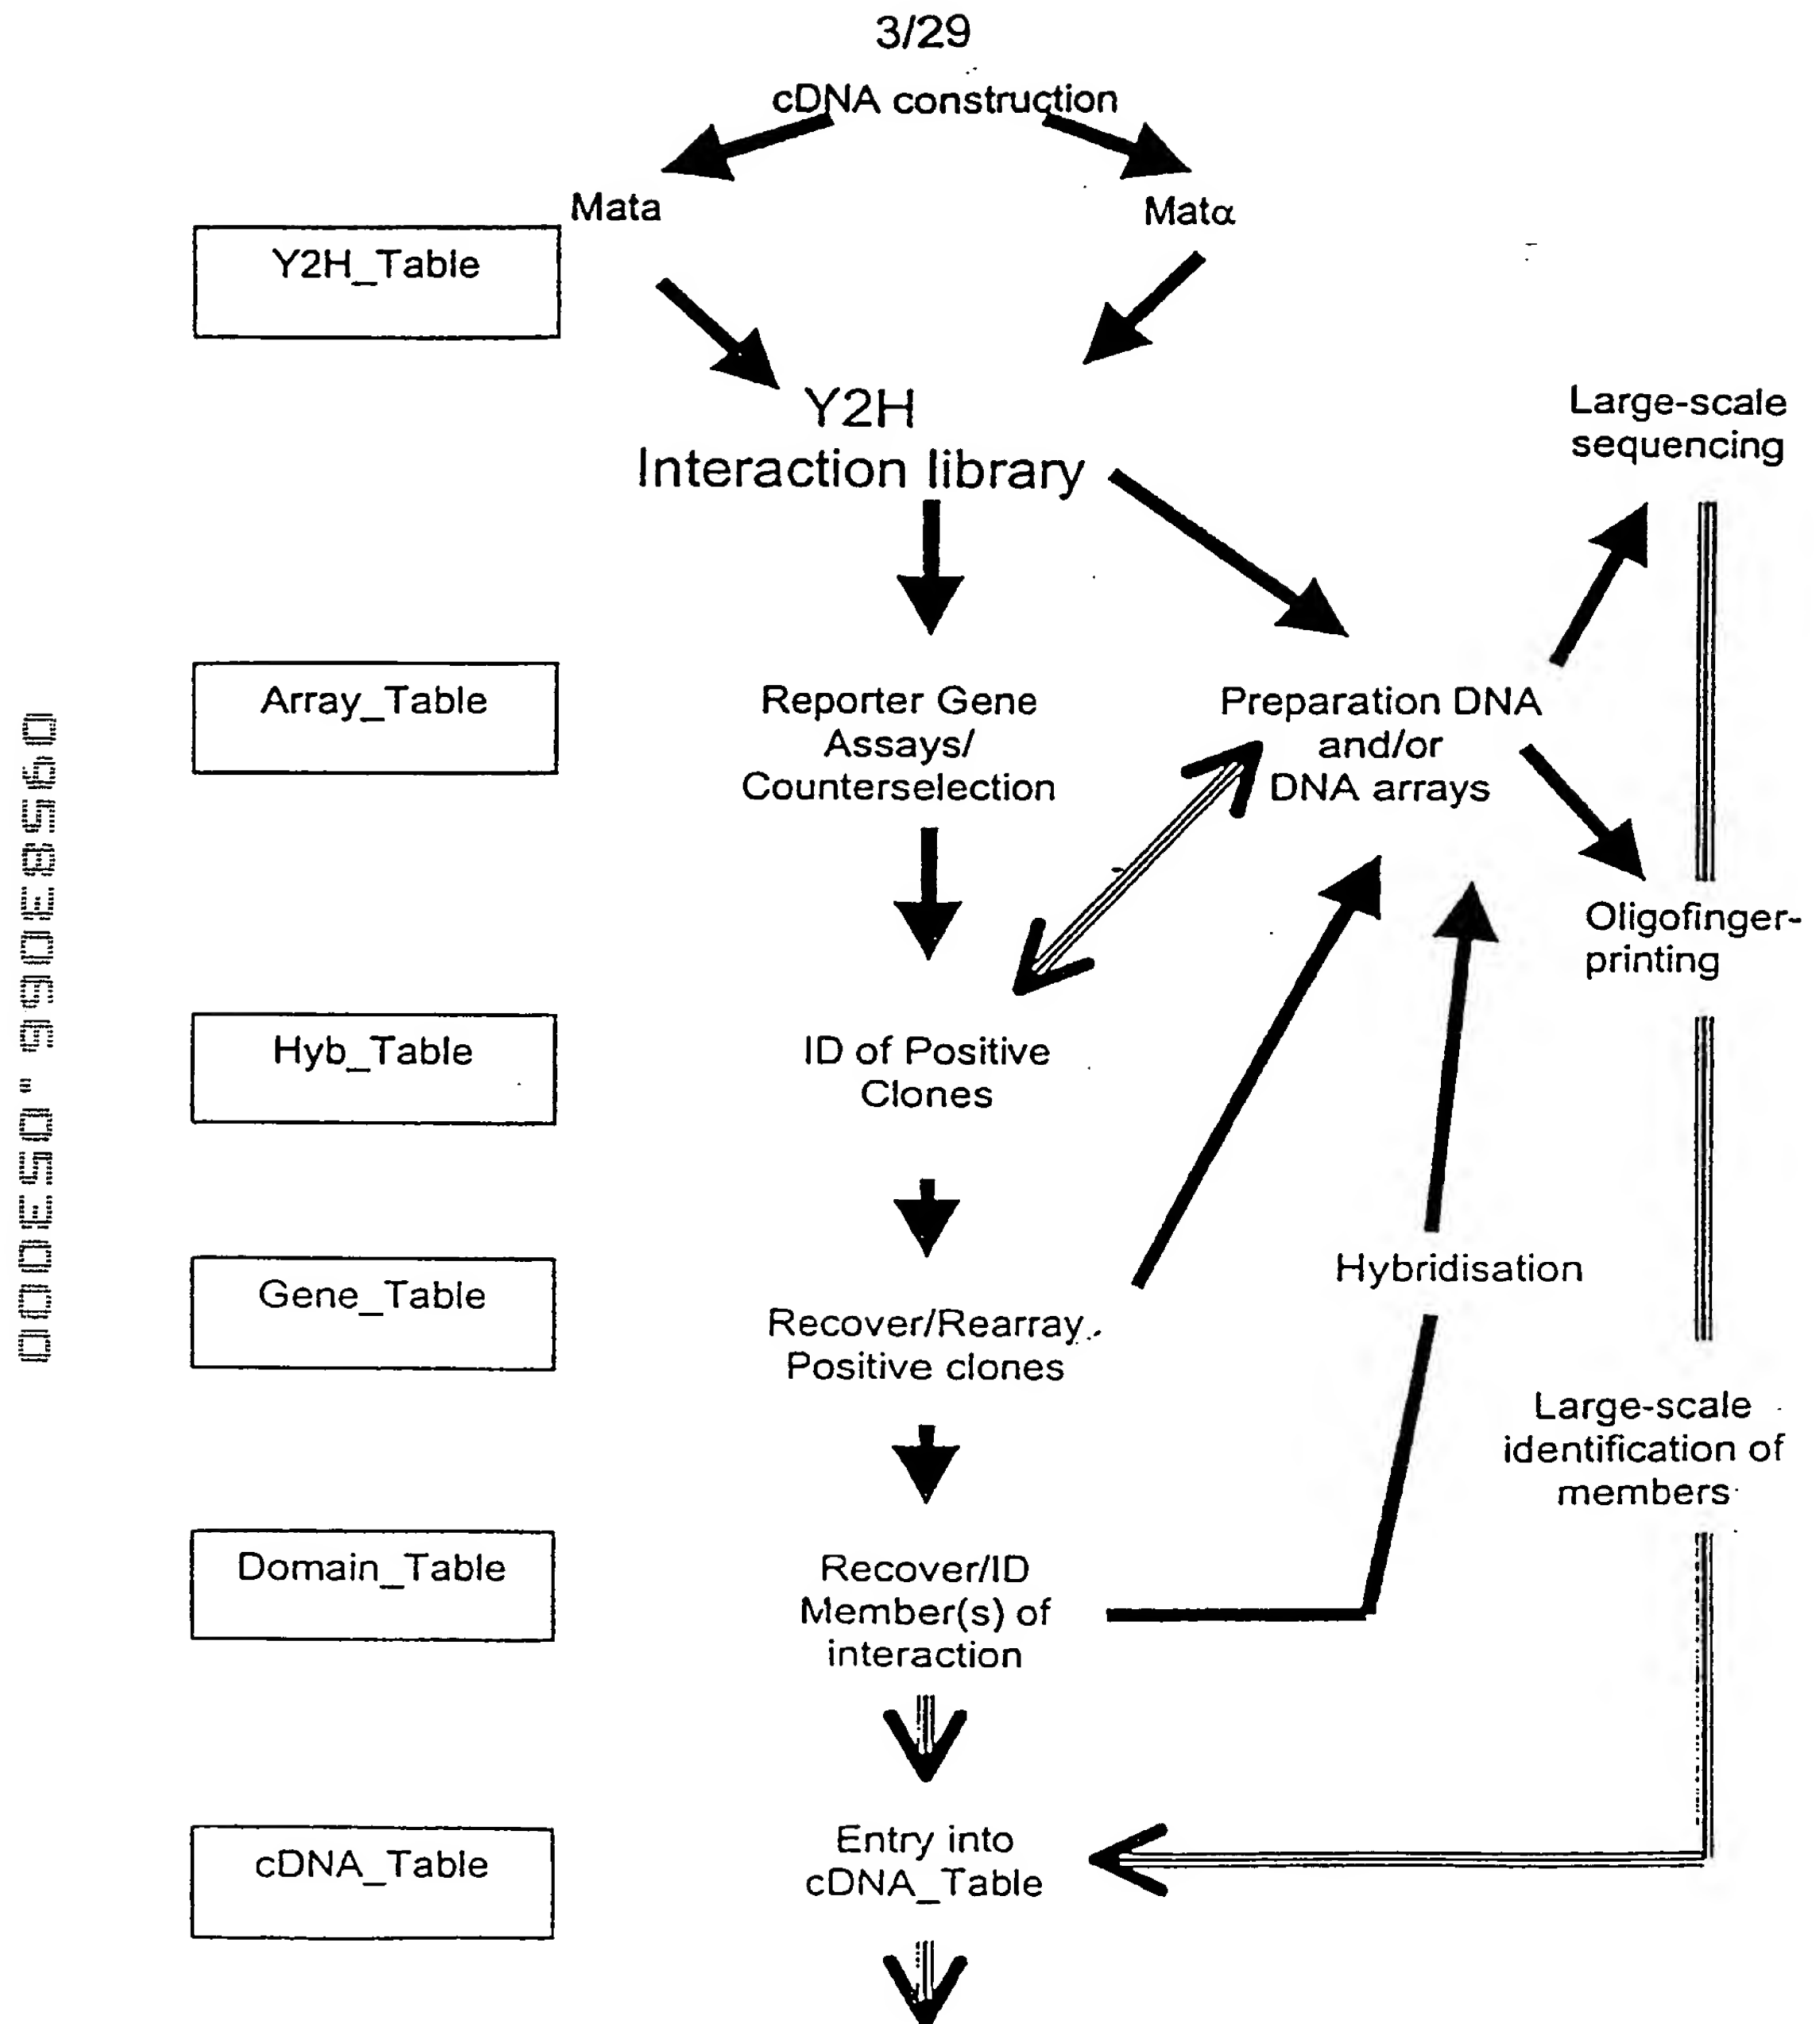 3/29
cDNA construction
Mata
Matα
Y2H_Table
Y2H
Interaction library
Large-scale
sequencing
Array_Table
Reporter Gene
Assays/
Counterselection
Preparation DNA
and/or
DNA arrays
Oligofinger-
printing
Hyb_Table
ID of Positive
Clones
Gene_Table
Hybridisation
Recover/Rearray
Positive clones
Large-scale
identification of
members
Domain_Table
Recover/ID
Member(s) of
interaction
cDNA_Table
Entry into
cDNA_Table